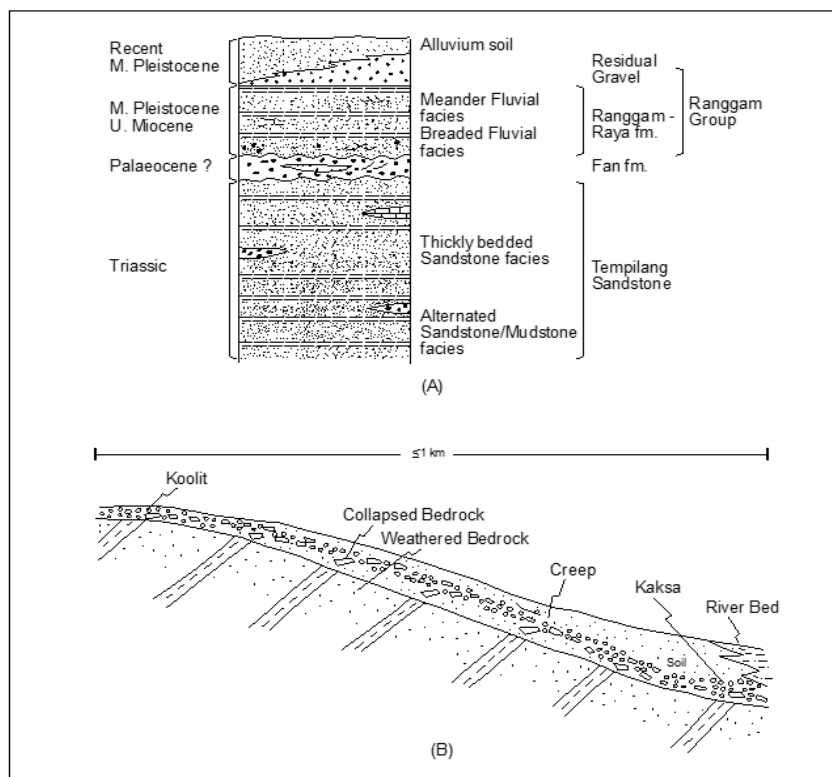 Recent
M. Pleistocene
Alluvium soil
Residual
Gravel
M. Pleistocene
U. Miocene
Meander Fluvial
facies
Breaded Fluvial
facies
Ranggam -
Raya fm.
Ranggam
Group
Palaeocene ?
Fan fm.
Triassic
Thickly bedded
Sandstone facies
Alternated
Sandstone/Mudstone
facies
Tempilang
Sandstone
(A)
≤1 km
Koolit
Collapsed Bedrock
Weathered Bedrock
Creep
Kaksa
River Bed
Soil
(B)